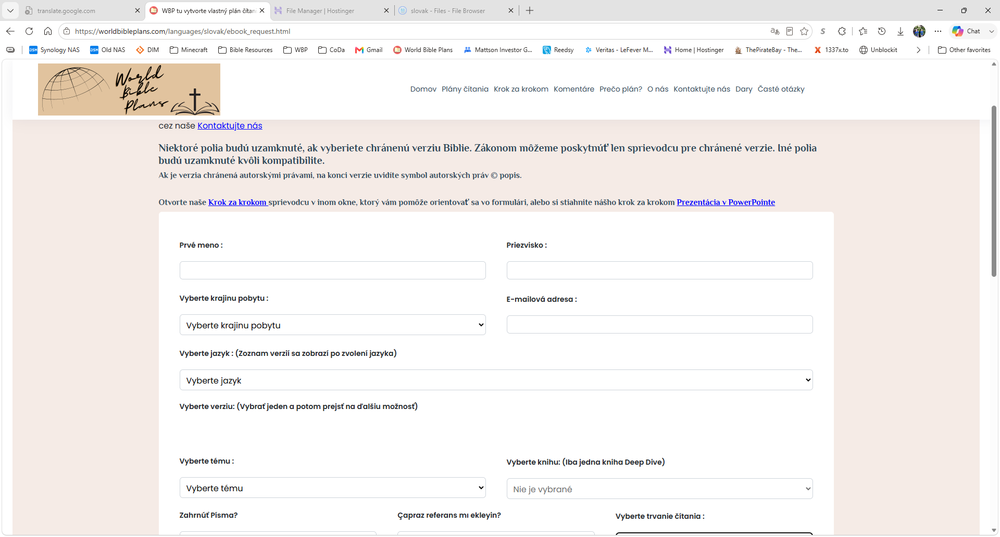 translate.google.com
WBP tu vytvorte vlastný plán čítan
File Manager | Hostinger
slovak - Files - File Browser
https://worldbibleplans.com/languages/slovak/ebook_request.html
Chat
Synology NAS
Old NAS
DIM
Minecraft
Bible Resources
WBP
CoDa
Gmail
World Bible Plans
Mattson Investor G...
Reedsy
Veritas - LeFever M...
Home | Hostinger
ThePirateBay - The...
1337x.to
Unblockit
Other favorites
World
Bible
Plans
Domov Plány čítania Krok za krokom Komentáre Prečo plán? O nás Kontaktujte nás Dary Časté otázky
cez naše Kontaktujte nás
Niektoré polia budú uzamknuté, ak vyberiete chránenú verziu Biblie. Zákonom môžeme poskytnúť len sprievodcu pre chránené verzie. Iné polia
budú uzamknuté kvôli kompatibilite.
Ak je verzia chránená autorskými právami, na konci verzie uvidíte symbol autorských práv © popis.
Otvorte naše Krok za krokom sprievodcu v inom okne, ktorý vám pomôže orientovať sa vo formulári, alebo si stiahnite nášho krok za krokom Prezentácia v PowerPointe
Prvé meno :
Priezvisko :
Vyberte krajinu pobytu :
E-mailová adresa :
Vyberte krajinu pobytu
Vyberte jazyk : (Zoznam verzií sa zobrazí po zvolení jazyka)
Vyberte jazyk
Vyberte verziu: (Vybrať jeden a potom prejsť na ďalšiu možnosť)
Vyberte tému :
Vyberte knihu: (Iba jedna kniha Deep Dive)
Vyberte tému
Nie je vybrané
Zahrnúť Písma?
Çapraz referans mı ekleyin?
Vyberte trvanie čítania :